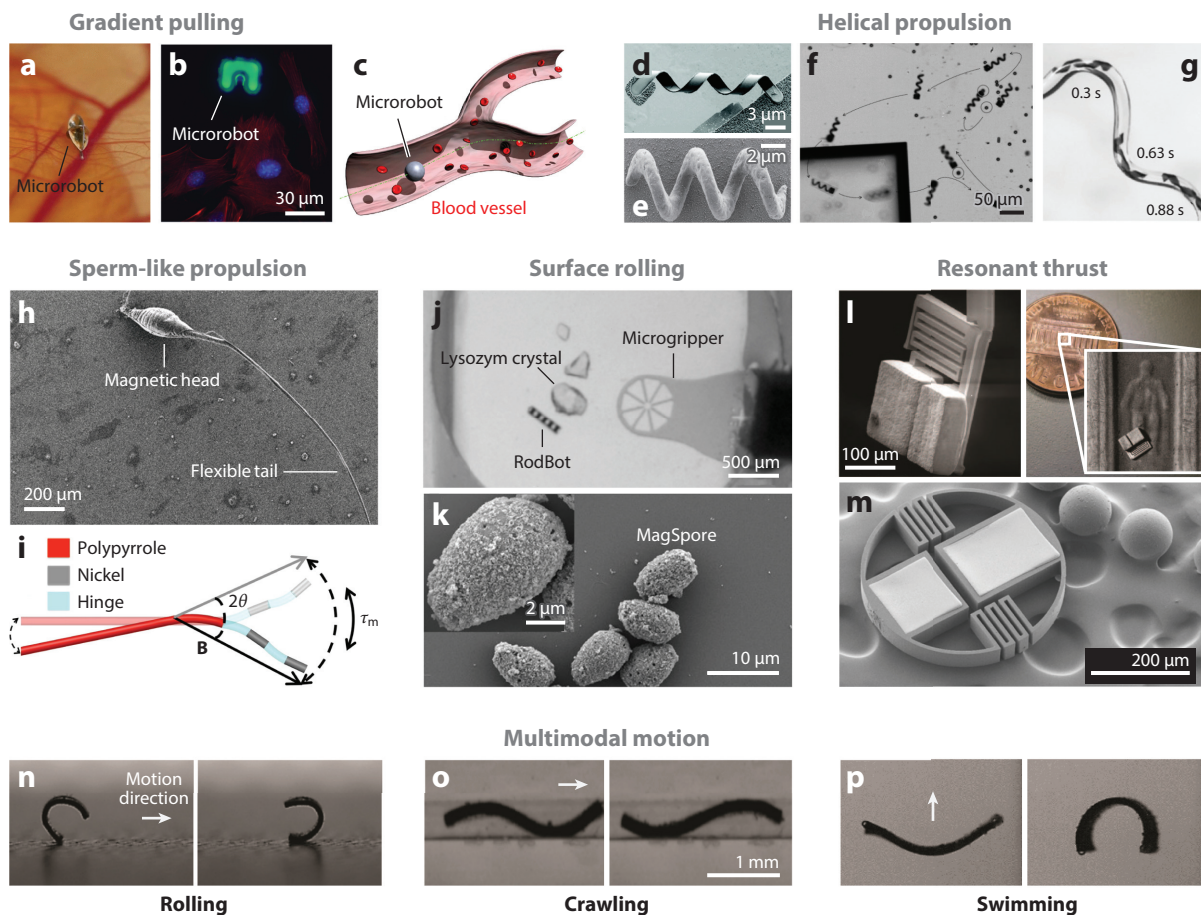 Gradient pulling
Helical propulsion
a
Microrobot
b
Microrobot
30 μm
c
Microrobot
Blood vessel
d
3 μm
e
2 μm
f
50 μm
g
0.3 s
0.63 s
0.88 s
Sperm-like propulsion
Surface rolling
Resonant thrust
h
Magnetic head
Flexible tail
200 μm
i
Polypyrrole
Nickel
Hinge
2θ
B
τm
j
Lysozym crystal
Microgripper
RodBot
500 μm
k
MagSpore
2 μm
10 μm
l
100 μm
m
200 μm
Multimodal motion
n
Motion
direction
Rolling
o
1 mm
Crawling
p
Swimming